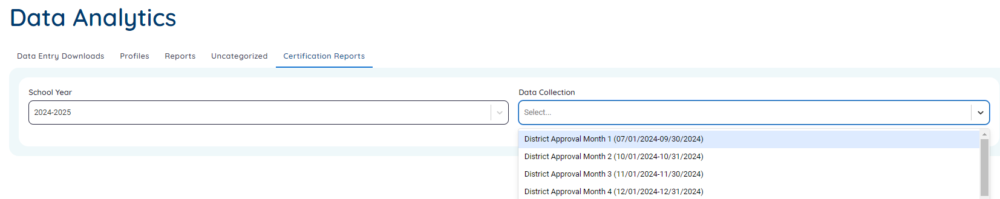 Data Analytics
Data Entry Downloads Profiles Reports Uncategorized Certification Reports
School Year Data Collection
2024-2025 Select...
District Approval Month 1 (07/01/2024-09/30/2024)
District Approval Month 2 (10/01/2024-10/31/2024)
District Approval Month 3 (11/01/2024-11/30/2024)
District Approval Month 4 (12/01/2024-12/31/2024)